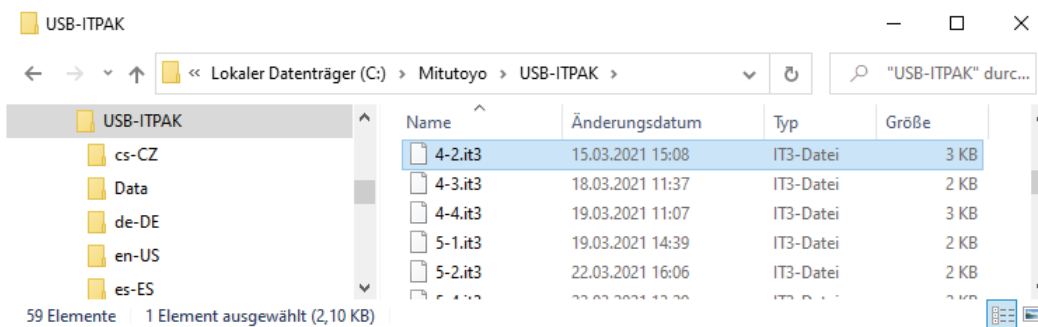 USB-ITPAK
« Lokaler Datenträger (C:) > Mitutoyo > USB-ITPAK >
"USB-ITPAK" durc...
USB-ITPAK
cs-CZ
Data
de-DE
en-US
es-ES
Name Änderungsdatum Typ Größe
4-2.it3 15.03.2021 15:08 IT3-Datei 3 KB
4-3.it3 18.03.2021 11:37 IT3-Datei 2 KB
4-4.it3 19.03.2021 11:07 IT3-Datei 3 KB
5-1.it3 19.03.2021 14:39 IT3-Datei 2 KB
5-2.it3 22.03.2021 16:06 IT3-Datei 2 KB
59 Elemente 1 Element ausgewählt (2,10 KB)